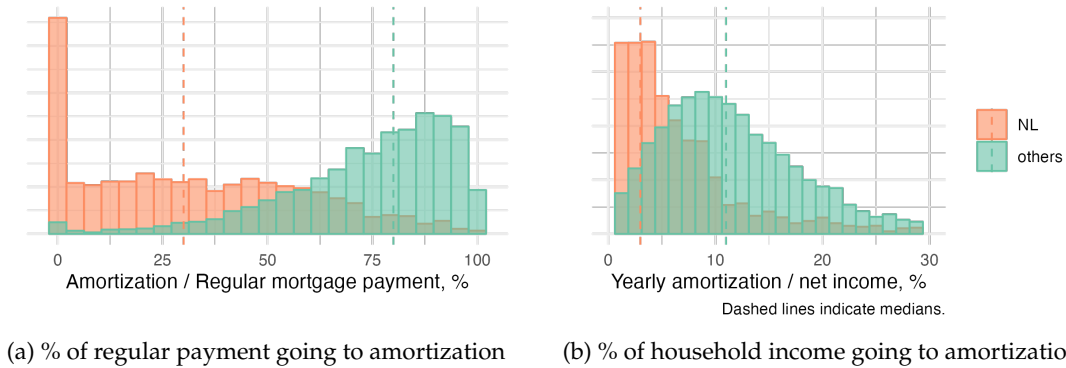 0 25 50 75 100
Amortization / Regular mortgage payment, %
0 10 20 30
Yearly amortization / net income, %
Dashed lines indicate medians.
NL
others
(a) % of regular payment going to amortization
(b) % of household income going to amortizatio